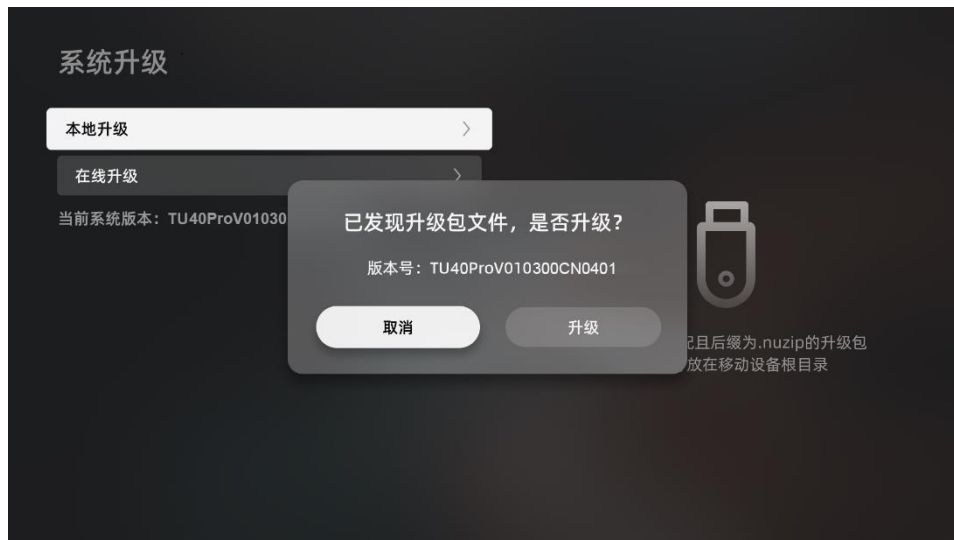 系统升级
本地升级
在线升级
当前系统版本：TU40ProV01030
已发现升级包文件，是否升级？
版本号：TU40ProV010300CN0401
取消
升级
且后缀为.nuzip的升级包
放在移动设备根目录